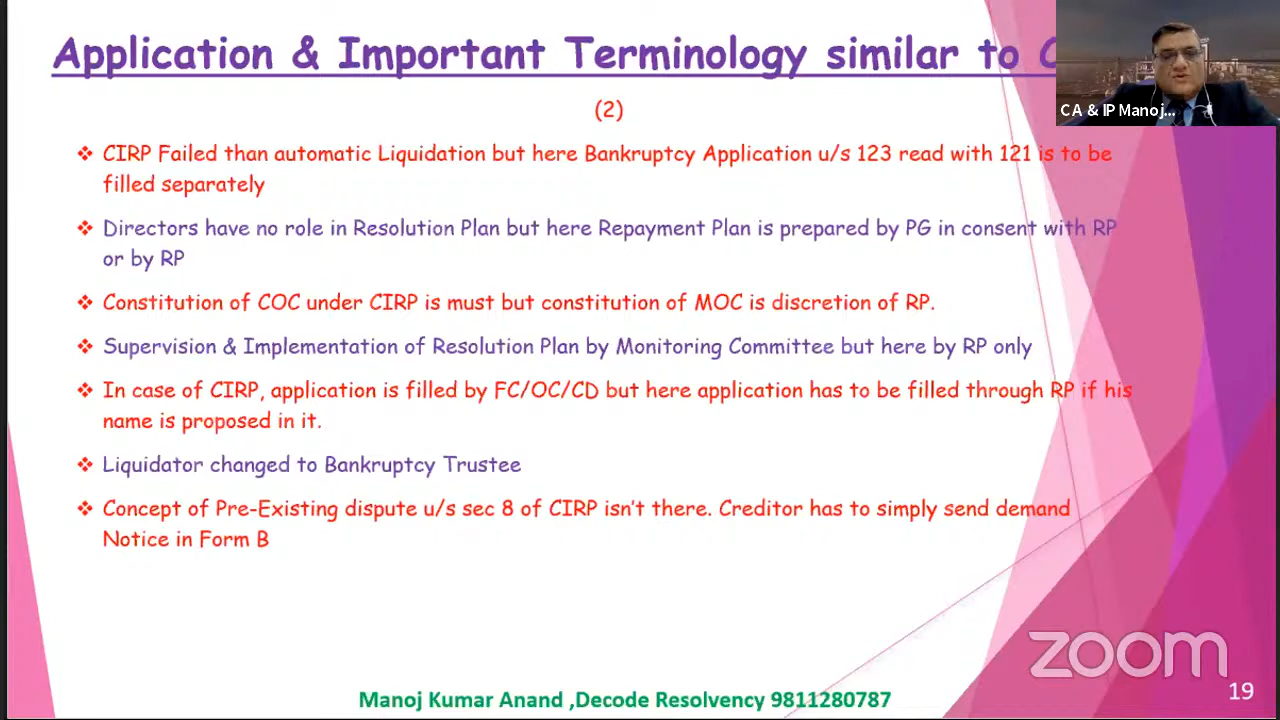 Application & Important Terminology similar to C
CA & IP Manoj...
(2)
❖ CIRP Failed than automatic Liquidation but here Bankruptcy Application u/s 123 read with 121 is to be
filled separately
❖ Directors have no role in Resolution Plan but here Repayment Plan is prepared by PG in consent with RP
or by RP
❖ Constitution of COC under CIRP is must but constitution of MOC is discretion of RP.
❖ Supervision & Implementation of Resolution Plan by Monitoring Committee but here by RP only
❖ In case of CIRP, application is filled by FC/OC/CD but here application has to be filled through RP if his
name is proposed in it.
❖ Liquidator changed to Bankruptcy Trustee
❖ Concept of Pre-Existing dispute u/s sec 8 of CIRP isn't there. Creditor has to simply send demand
Notice in Form B
zoom
Manoj Kumar Anand ,Decode Resolvency 9811280787
19